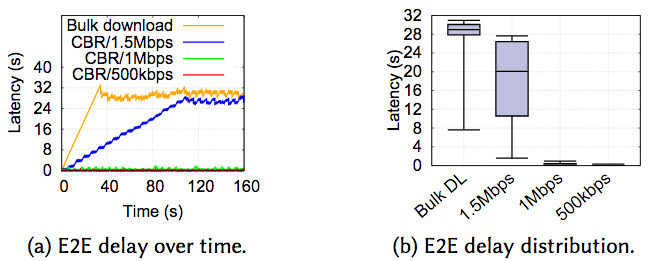 Bulk download
CBR/1.5Mbps
CBR/1Mbps
CBR/500kbps
Latency (s)
40
32
24
16
8
0
0 40 80 120 160
Time (s)
(a) E2E delay over time.
Latency (s)
32
28
24
20
16
12
8
4
0
Bulk DL
1.5Mbps
1Mbps
500kbps
(b) E2E delay distribution.